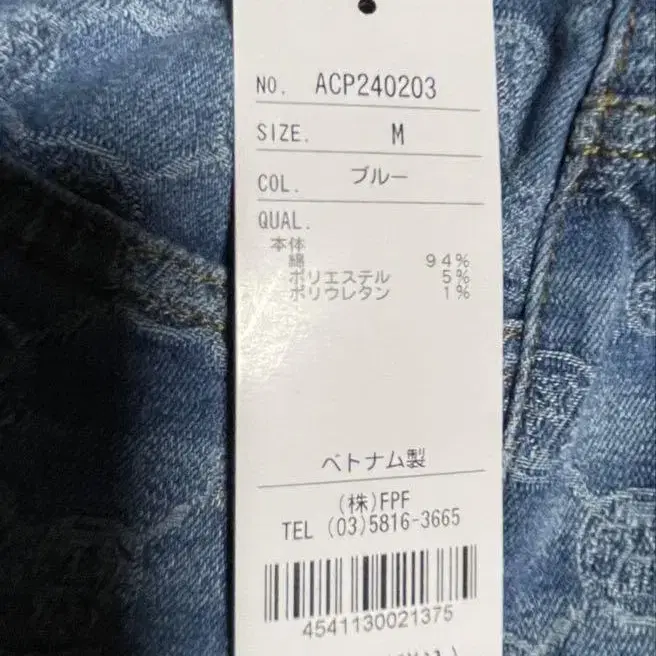 NO. ACP240203
SIZE. M
COL. ブルー
QUAL.
本体
綿 94%
ポリエステル 5%
ポリウレタン 1%
ベトナム製
(株)FPF
TEL (03)5816-3665
4541130021375